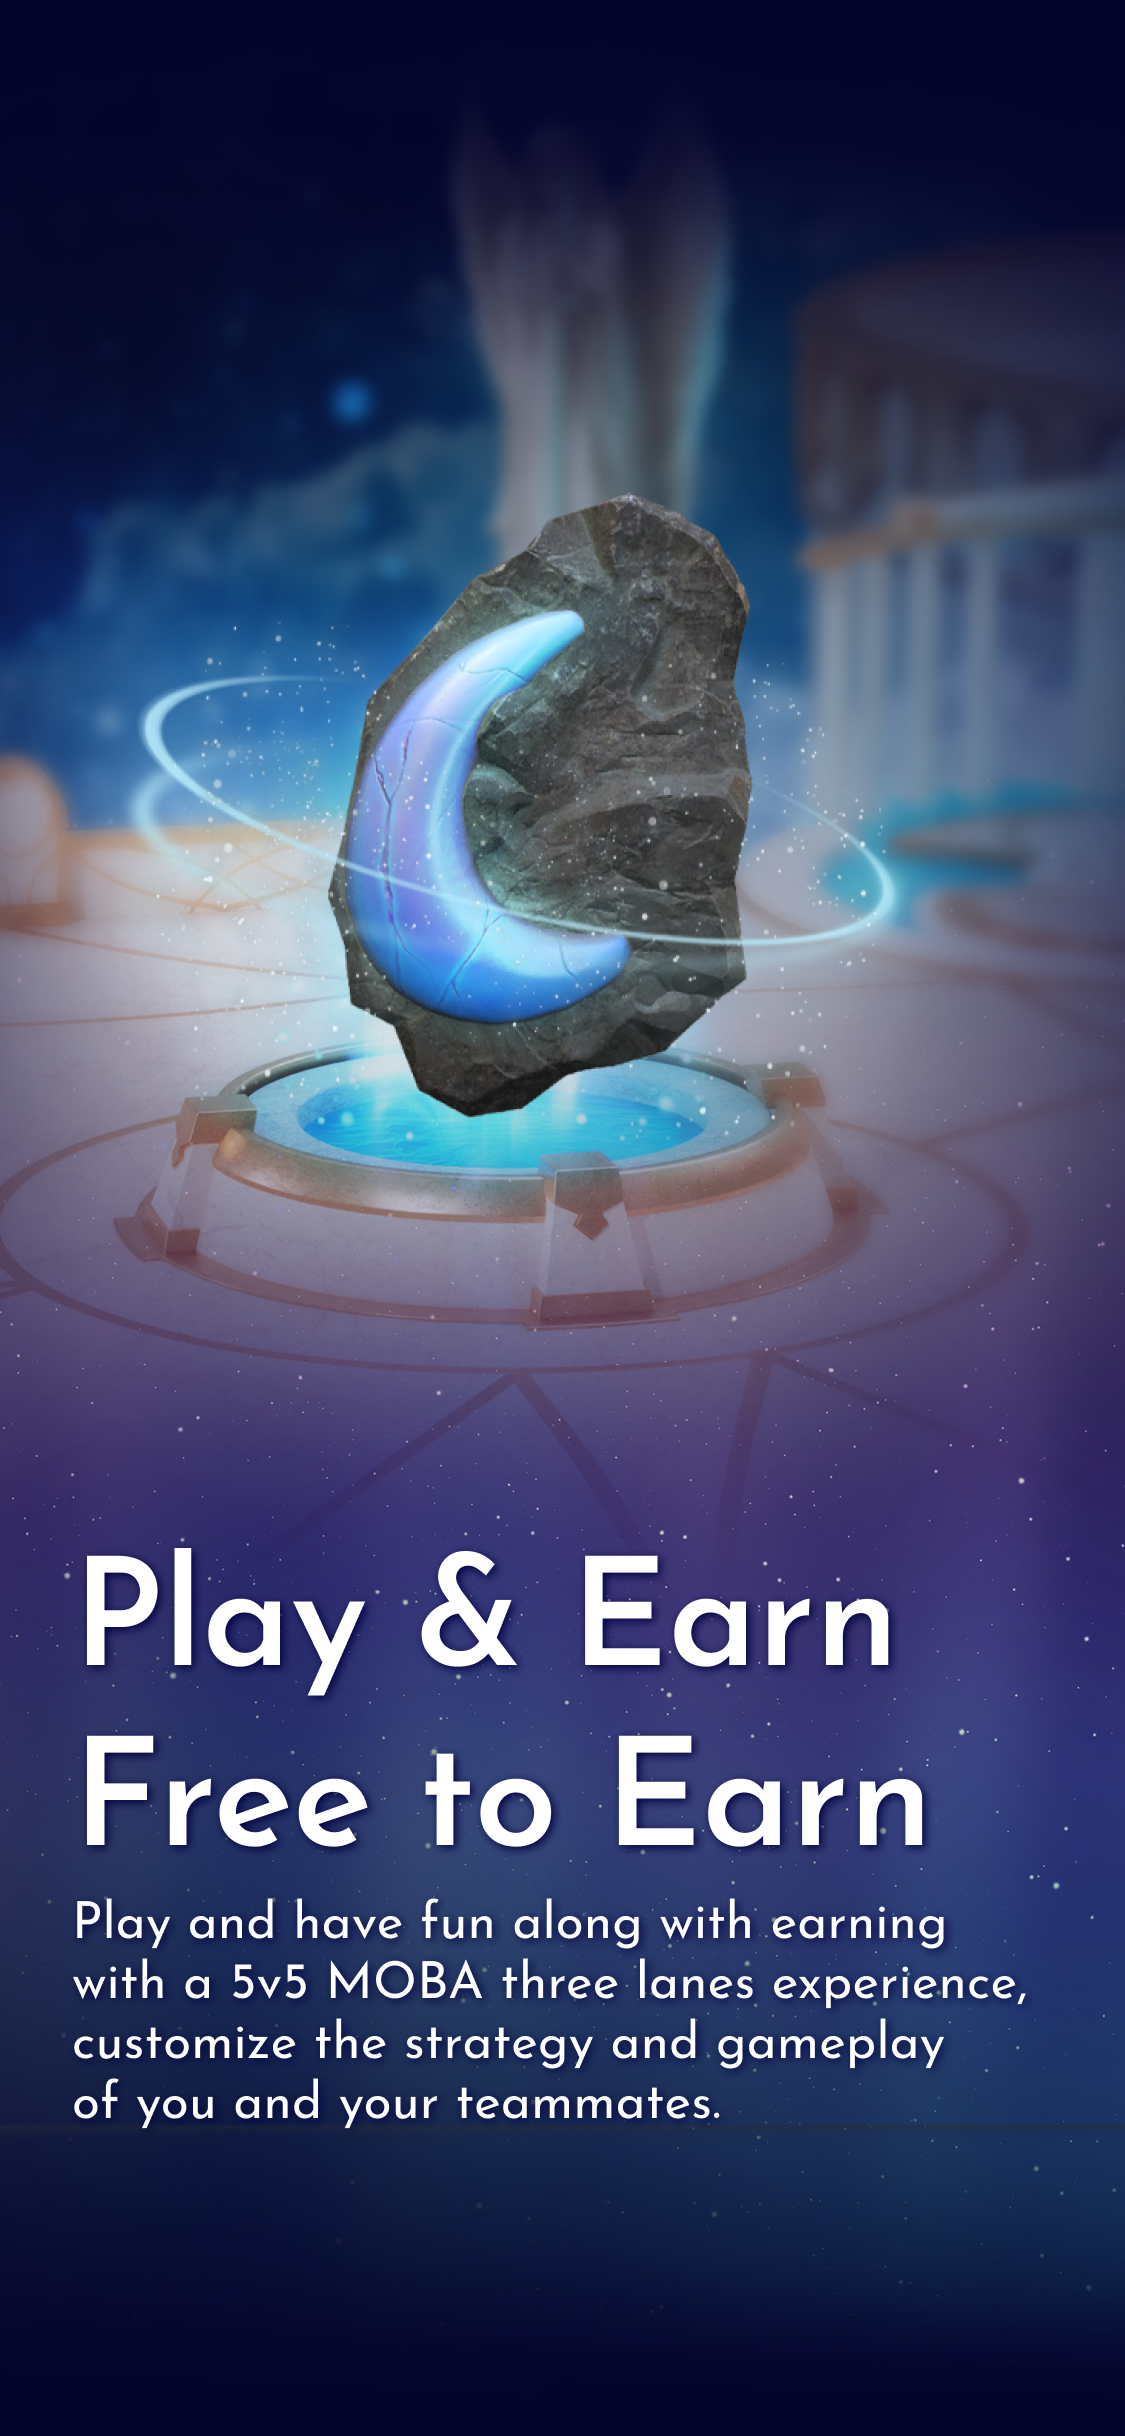 Play & Earn
Free to Earn
Play and have fun along with earning
with a 5v5 MOBA three lanes experience,
customize the strategy and gameplay
of you and your teammates.